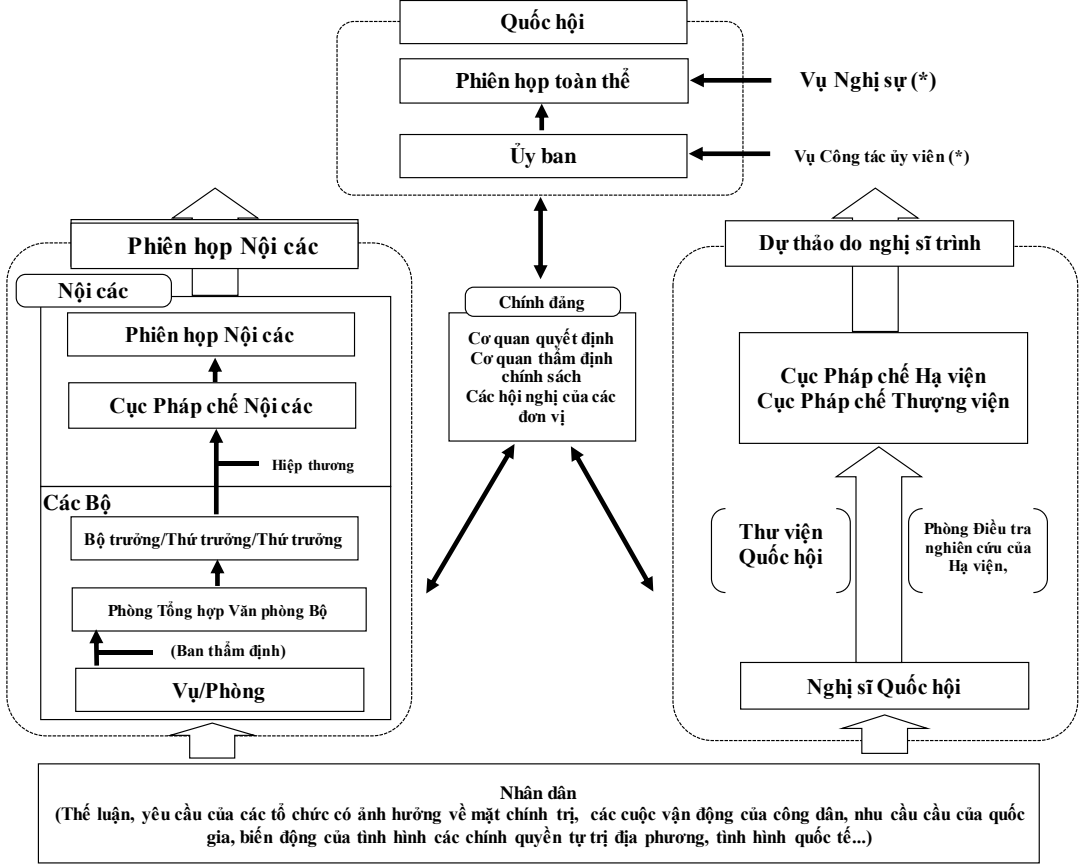 Quốc hội
Phiên họp toàn thể
Vụ Nghị sự (*)
Ủy ban
Vụ Công tác ủy viên (*)
Phiên họp Nội các
Nội các
Phiên họp Nội các
Cục Pháp chế Nội các
Hiệp thương
Các Bộ
Bộ trưởng/Thứ trưởng/Thứ trưởng
Phòng Tổng hợp Văn phòng Bộ
(Ban thẩm định)
Vụ/Phòng
Chính đảng
Cơ quan quyết định
Cơ quan thẩm định
chính sách
Các hội nghị của các
đơn vị
Dự thảo do nghị sĩ trình
Cục Pháp chế Hạ viện
Cục Pháp chế Thượng viện
Thư viện
Quốc hội
Phòng Điều tra
nghiên cứu của
Hạ viện,
Nghị sĩ Quốc hội
Nhân dân
(Thế luận, yêu cầu của các tổ chức có ảnh hưởng về mặt chính trị, các cuộc vận động của công dân, nhu cầu cầu của quốc
gia, biến động của tình hình các chính quyền tự trị địa phương, tình hình quốc tế...)